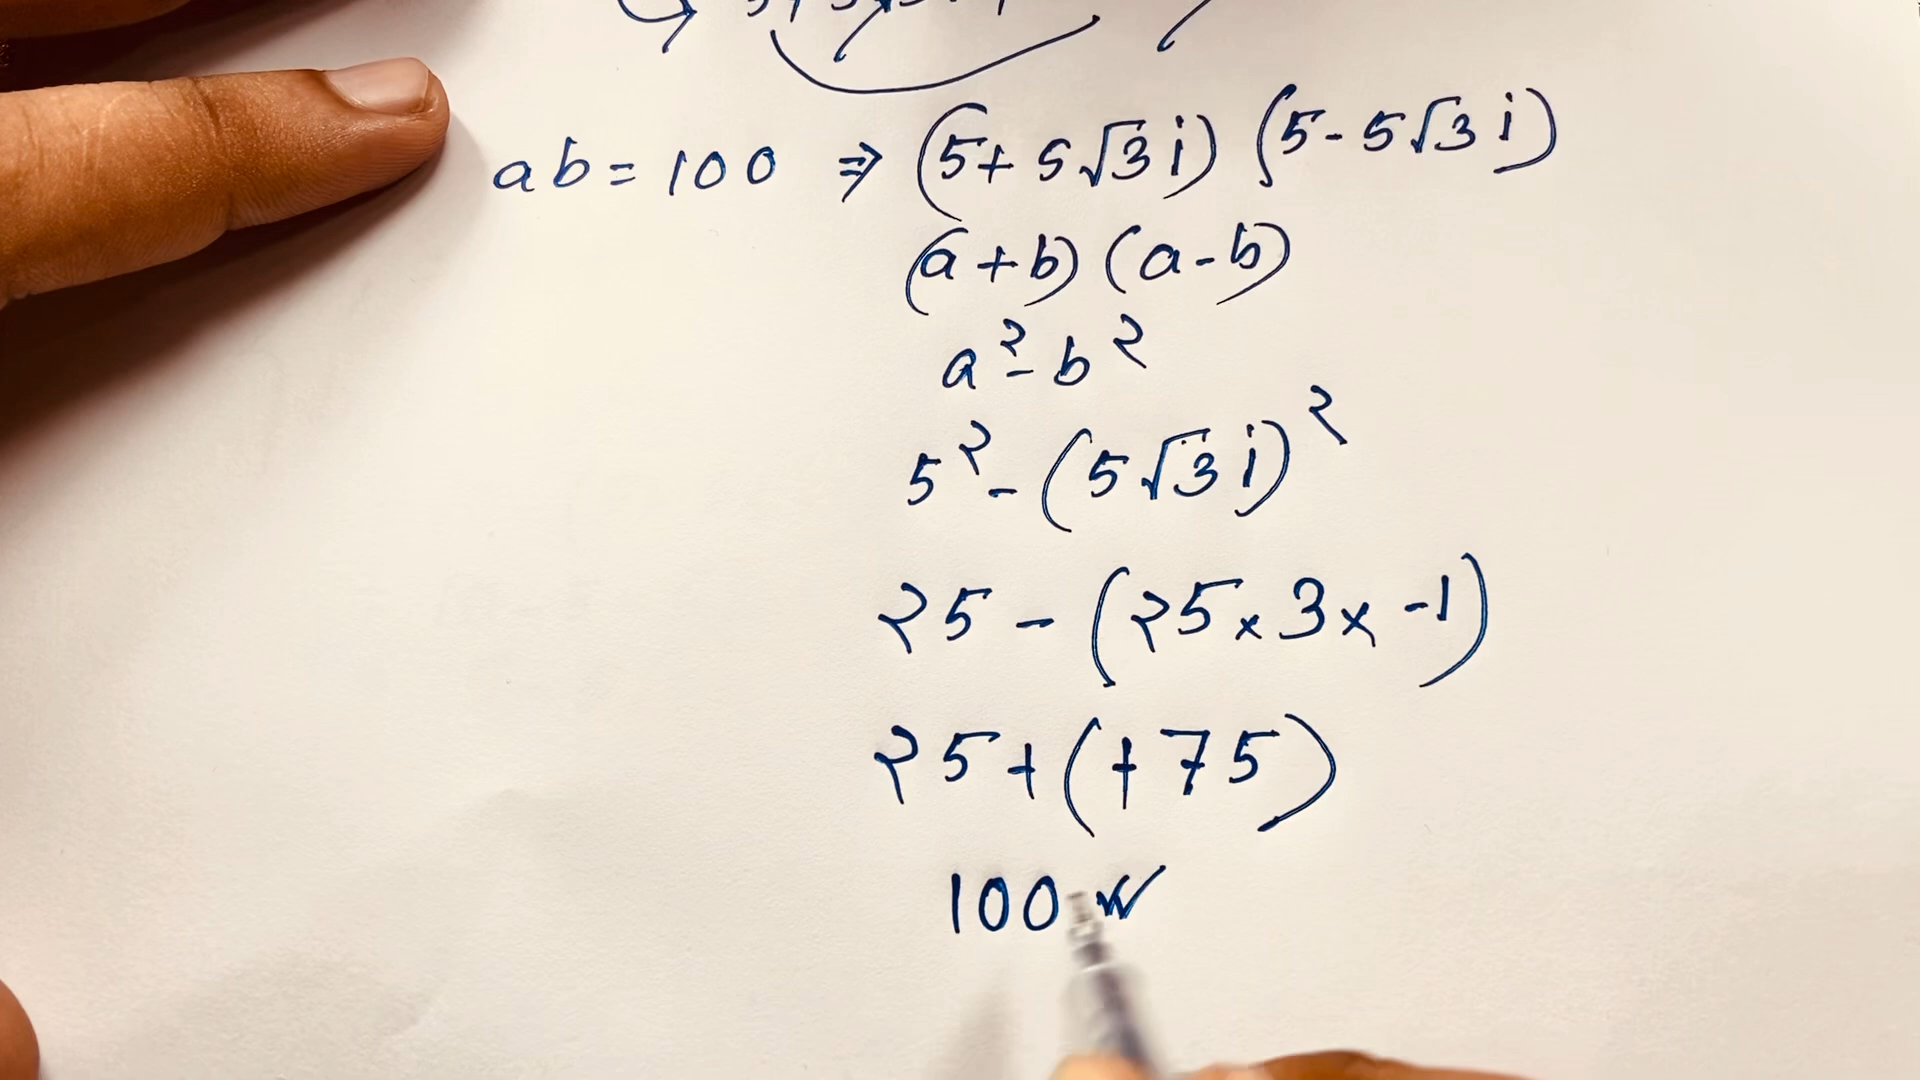 ab = 100 ⇒ (5 + 5√3 i) (5 - 5√3 i)
(a + b) (a - b)
a² - b²
5² - (5√3 i)²
25 - (25 × 3 × -1)
25 + (+75)
100